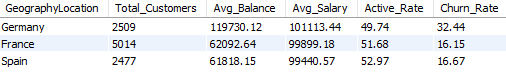 GeographyLocation Total_Customers Avg_Balance Avg_Salary Active_Rate Churn_Rate
Germany 2509 119730.12 101113.44 49.74 32.44
France 5014 62092.64 99899.18 51.68 16.15
Spain 2477 61818.15 99440.57 52.97 16.67